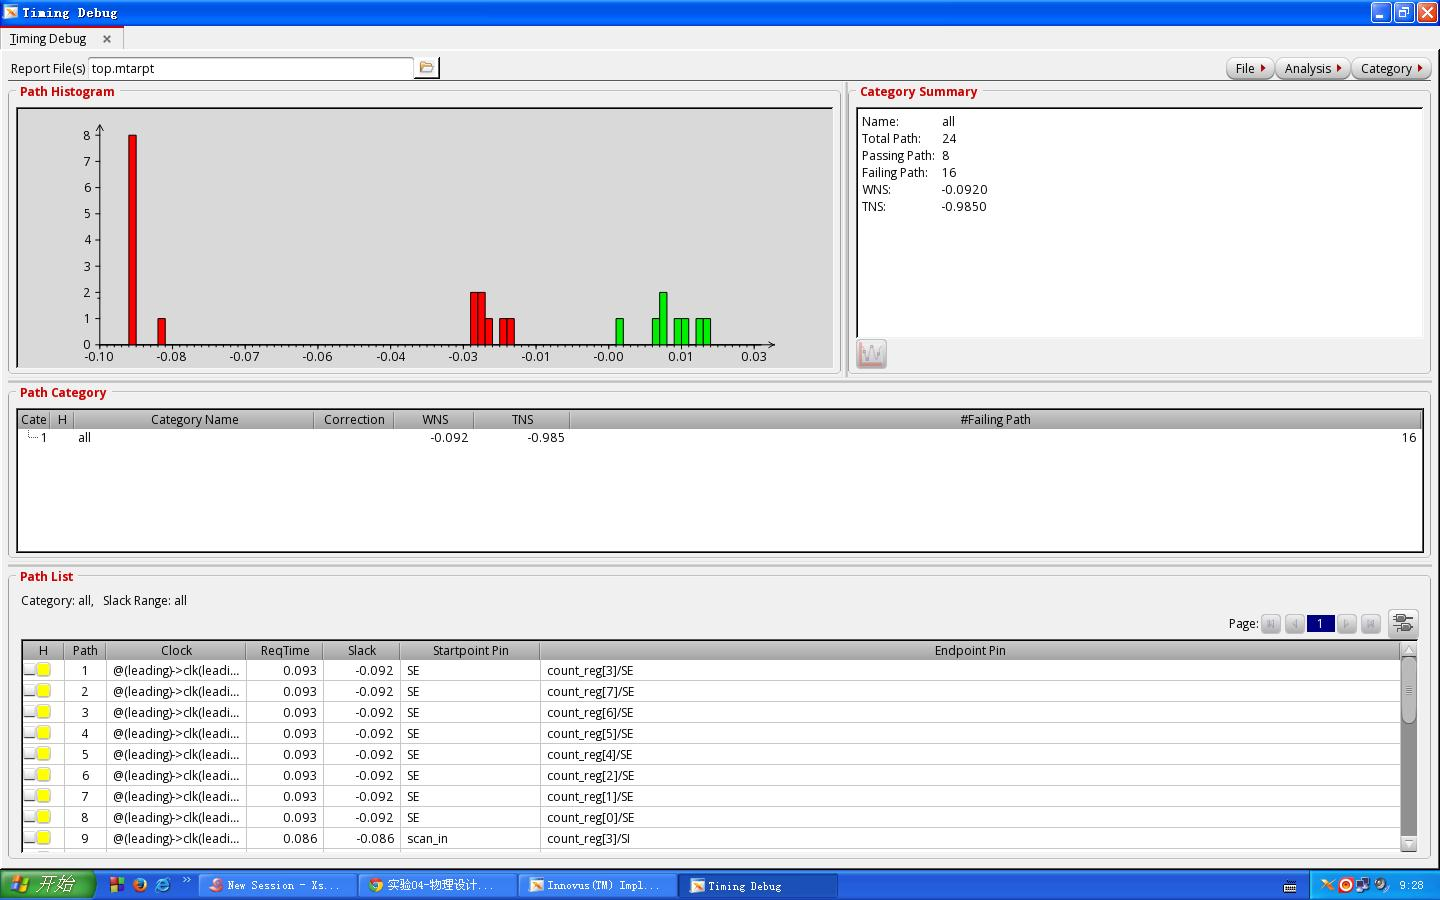 Timing Debug
Timing Debug
Report File(s) top.mtarpt File Analysis Category
Path Histogram
8
7
6
5
4
3
2
1
0
-0.10 -0.08 -0.07 -0.06 -0.04 -0.03 -0.01 -0.00 0.01 0.03
Category Summary
Name: all
Total Path: 24
Passing Path: 8
Failing Path: 16
WNS: -0.0920
TNS: -0.9850
Path Category
Cate H Category Name Correction WNS TNS #Failing Path
1 all -0.092 -0.985 16
Path List
Category: all, Slack Range: all
Page: 1
H Path Clock ReqTime Slack Startpoint Pin Endpoint Pin
1 @(leading)->clk(leadi... 0.093 -0.092 SE count_reg[3]/SE
2 @(leading)->clk(leadi... 0.093 -0.092 SE count_reg[7]/SE
3 @(leading)->clk(leadi... 0.093 -0.092 SE count_reg[6]/SE
4 @(leading)->clk(leadi... 0.093 -0.092 SE count_reg[5]/SE
5 @(leading)->clk(leadi... 0.093 -0.092 SE count_reg[4]/SE
6 @(leading)->clk(leadi... 0.093 -0.092 SE count_reg[2]/SE
7 @(leading)->clk(leadi... 0.093 -0.092 SE count_reg[1]/SE
8 @(leading)->clk(leadi... 0.093 -0.092 SE count_reg[0]/SE
9 @(leading)->clk(leadi... 0.086 -0.086 scan_in count_reg[3]/SI
开始 New Session - Xs... 实验04-物理设计... Innovus(TM) Impl... Timing Debug 9:28